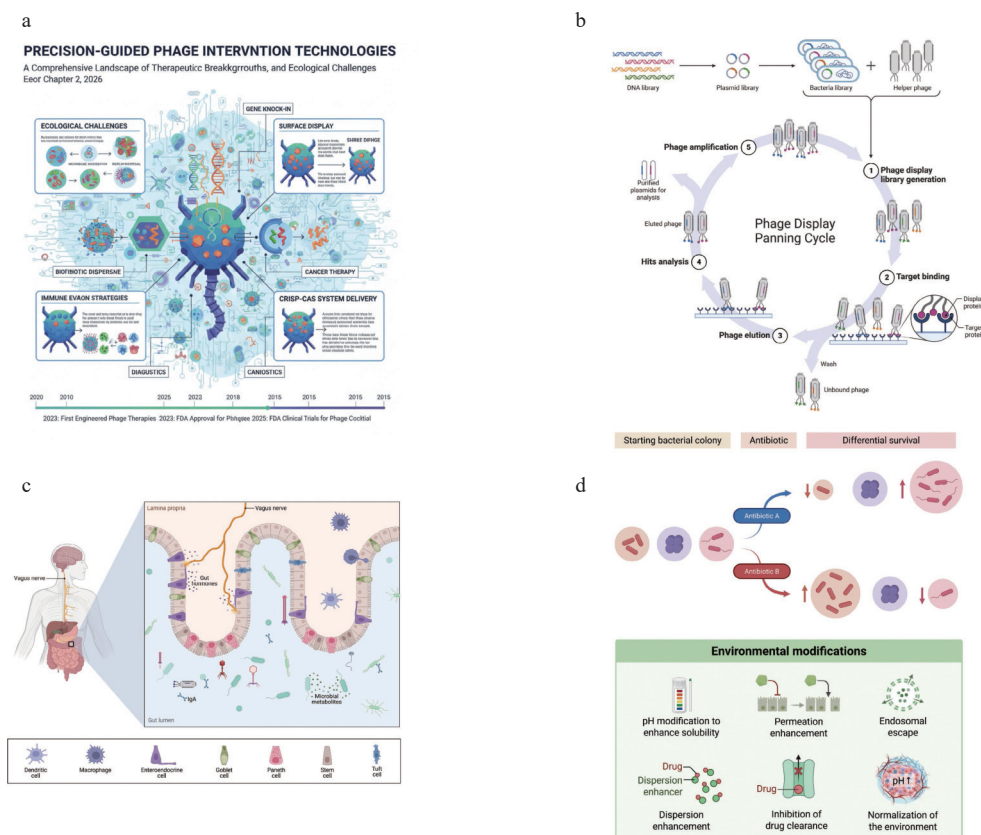 a
PRECISION-GUIDED PHAGE INTERVNTION TECHNOLOGIES
A Comprehensive Landscape of Therapeutic Breakkgrrouths, and Ecological Challenges
Eeor Chapter 2, 2026
GENE KNOCK-IN
ECOLOGICAL CHALLENGES
SURFACE DISPLAY
BIOFIBOTIC DISPERSNE
CANCER THERAPY
IMMUNE EVAON STRATEGIES
CRISP-CAS SYSTEM DELIVERY
DIAGUSTICS
CANIOSTICS
2020 2010 2025 2022 2018 2015 2015 2015
2023: First Engineered Phage Therapies 2023: FDA Approval for 2025: FDA Clinical Trials for Phage Cocitial
b
DNA library
Plasmid library
Bacteria library
Helper phage
Phage amplification
5
1
Phage display
library generation
Purified
plasmids for
analysis
Eluted phage
Phage Display
Panning Cycle
Hits analysis
4
2
Target binding
Displa
protei
Targe
protei
Phage elution
3
Wash
Unbound phage
c
Lamina propria
Vagus nerve
Vagus nerve
Gut
hormones
IgA
Microbial
metabolites
Gut lumen
Dendritic
cell
Macrophage
Enteroendocrine
cell
Goblet
cell
Paneth
cell
Stem
cell
Tuft
cell
d
Starting bacterial colony
Antibiotic
Differential survival
Antibiotic A
Antibiotic B
Environmental modifications
pH modification to
enhance solubility
Permeation
enhancement
Endosomal
escape
Drug
Dispersion
enhancer
Dispersion
enhancement
Drug
Inhibition of
drug clearance
pH↑
Normalization of
the environment